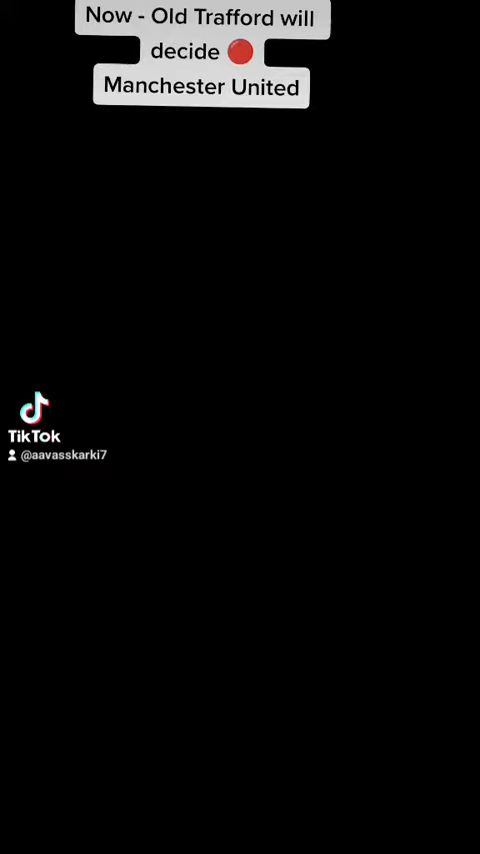 Now - Old Trafford will
decide 🔴
Manchester United
TikTok
@aavasskarki7